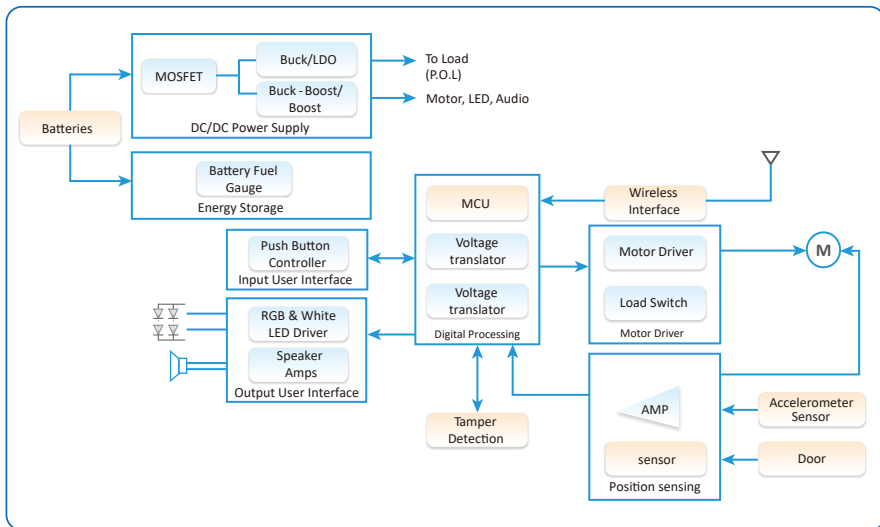 Buck/LDO
MOSFET
Buck - Boost/
Boost
DC/DC Power Supply
To Load
(P.O.L)
Motor, LED, Audio
Batteries
Battery Fuel
Gauge
Energy Storage
MCU
Voltage
translator
Voltage
translator
Digital Processing
Wireless
Interface
Push Button
Controller
Input User Interface
Motor Driver
Load Switch
Motor Driver
M
RGB & White
LED Driver
Speaker
Amps
Output User Interface
Tamper
Detection
AMP
sensor
Position sensing
Accelerometer
Sensor
Door